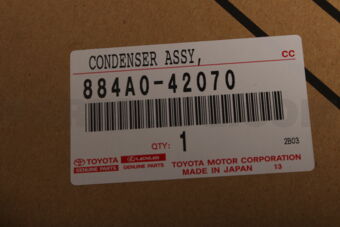 CONDENSER ASSY,
CC
884A0-42070
QTY: 1
2B03
TOYOTA
GENUINE PARTS
LEXUS
GENUINE PARTS
TOYOTA MOTOR CORPORATION
MADE IN JAPAN 13